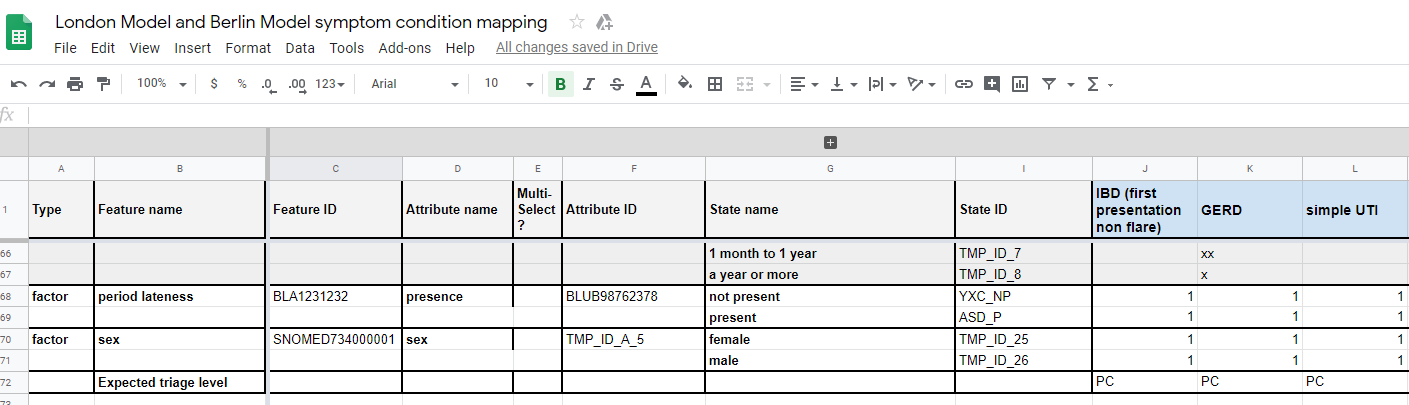 London Model and Berlin Model symptom condition mapping
File Edit View Insert Format Data Tools Add-ons Help All changes saved in Drive
100% $ % .0 .00 123 Arial 10 B I S A Σ
fx
A B C D E F G I J K L
1 Type Feature name Feature ID Attribute name Multi-Select? Attribute ID State name State ID IBD (first presentation non flare) GERD simple UTI
66 1 month to 1 year TMP_ID_7 xx
67 a year or more TMP_ID_8 x
68 factor period lateness BLA1231232 presence BLUB98762378 not present YXC_NP 1 1 1
69 present ASD_P 1 1 1
70 factor sex SNOMED734000001 sex TMP_ID_A_5 female TMP_ID_25 1 1 1
71 male TMP_ID_26 1 1 1
72 Expected triage level PC PC PC
73